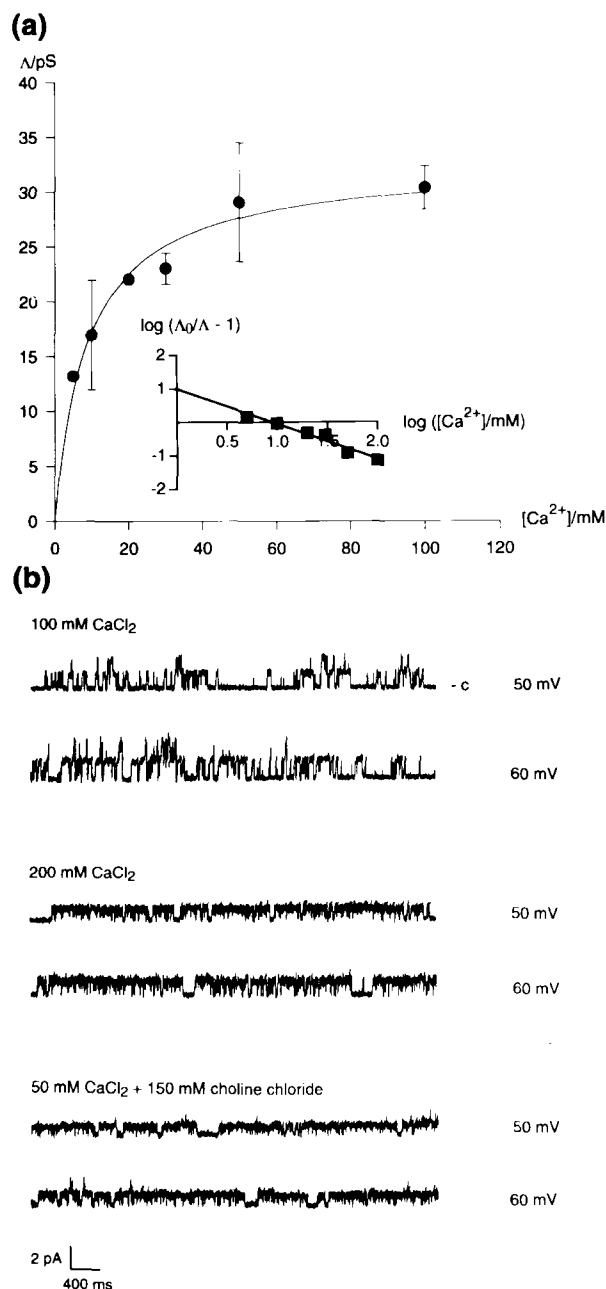 (a)
Λ/pS
40
35
30
25
20
15
10
5
0
0 20 40 60 80 100 120
[Ca²⁺]/mM
log (Λ₀/Λ - 1)
2
1
-1
-2
0.5 1.0 1.5 2.0
log ([Ca²⁺]/mM)
(b)
100 mM CaCl₂
- c 50 mV
60 mV
200 mM CaCl₂
50 mV
60 mV
50 mM CaCl₂ + 150 mM choline chloride
50 mV
60 mV
2 pA
400 ms